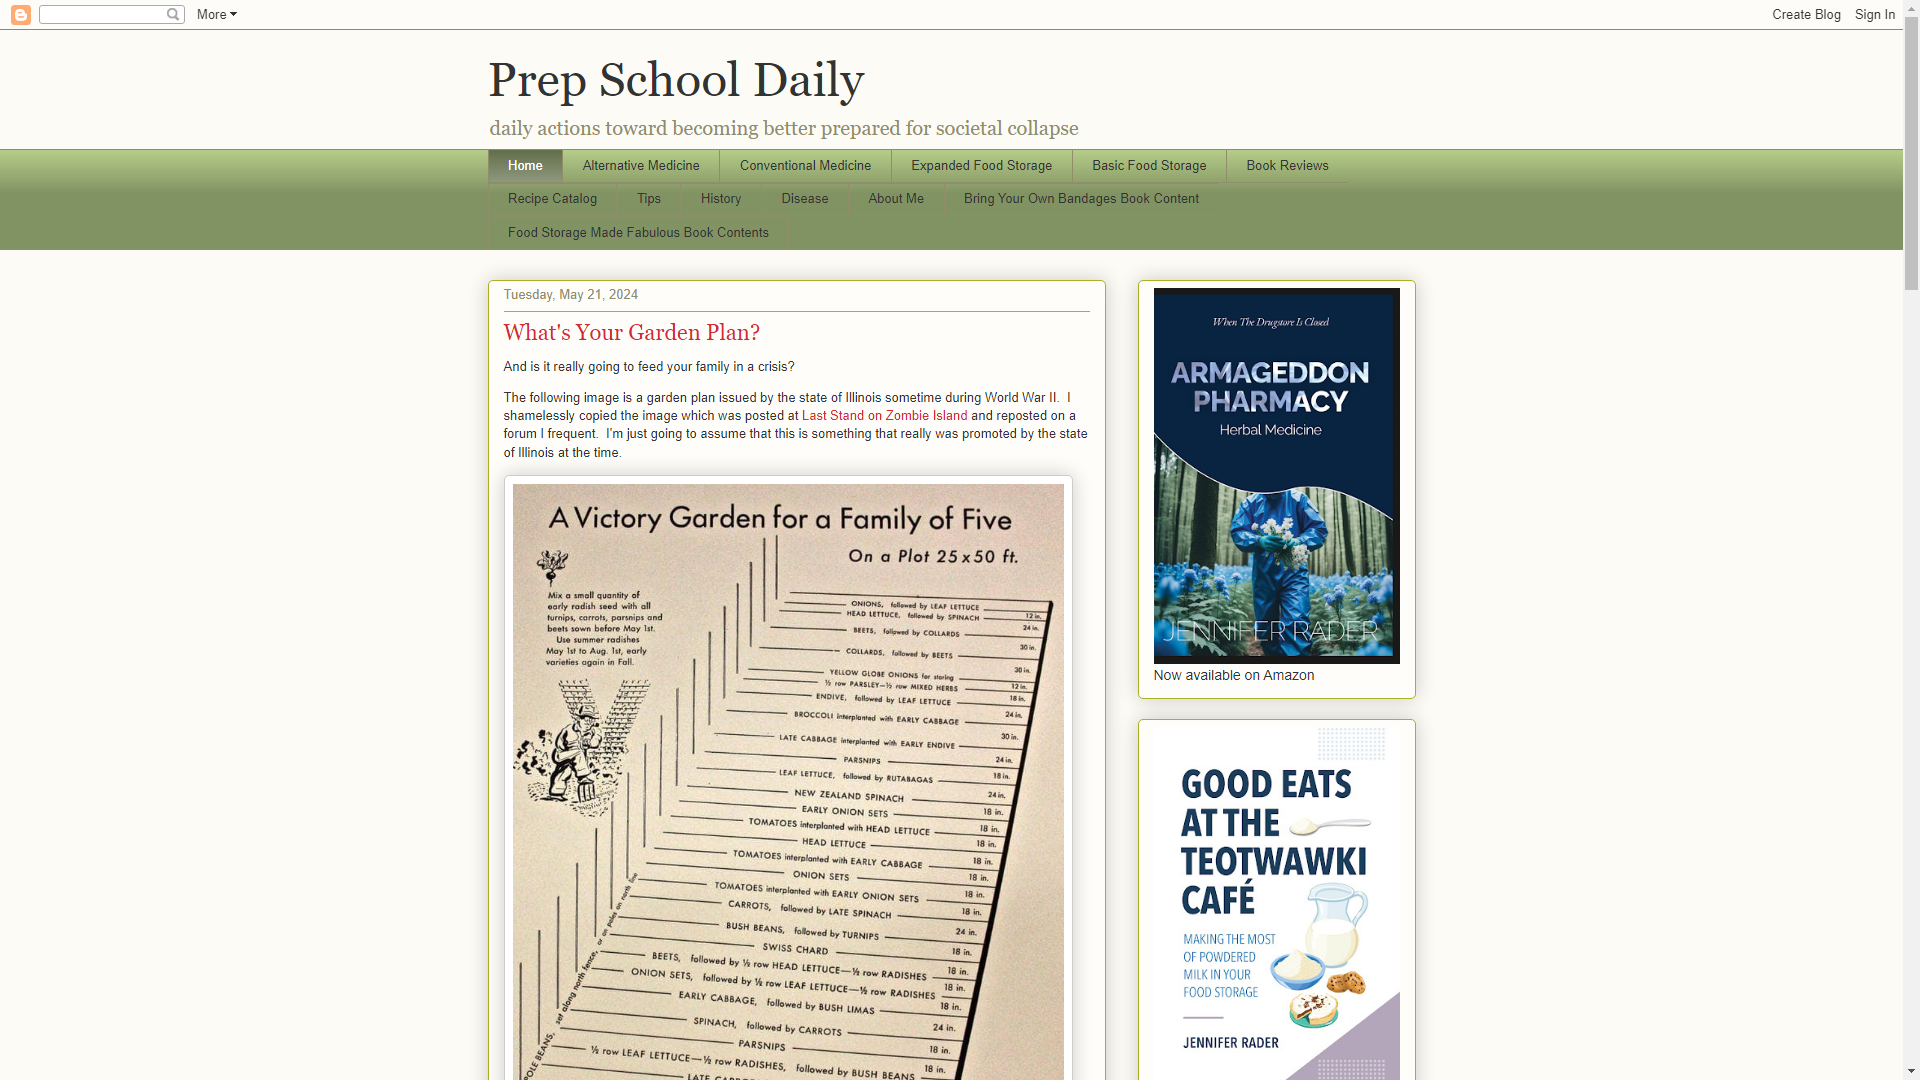 More
Create Blog
Sign In
Prep School Daily
daily actions toward becoming better prepared for societal collapse
Home
Alternative Medicine
Conventional Medicine
Expanded Food Storage
Basic Food Storage
Book Reviews
Recipe Catalog
Tips
History
Disease
About Me
Bring Your Own Bandages Book Content
Food Storage Made Fabulous Book Contents
Tuesday, May 21, 2024
What's Your Garden Plan?
And is it really going to feed your family in a crisis?
The following image is a garden plan issued by the state of Illinois sometime during World War II.  I
shamelessly copied the image which was posted at Last Stand on Zombie Island and reposted on a
forum I frequent.  I'm just going to assume that this is something that really was promoted by the state
of Illinois at the time.
A Victory Garden for a Family of Five
On a Plot 25 x 50 ft.
Mix a small quantity of
early radish seed with all
turnips, carrots, parsnips and
beets sown before May 1st.
Use summer radishes
May 1st to Aug. 1st, early
varieties again in Fall.
ONIONS, followed by LEAF LETTUCE
HEAD LETTUCE, followed by SPINACH 12 in.
BEETS, followed by COLLARDS 24 in.
COLLARDS, followed by BEETS 30 in.
YELLOW GLOBE ONIONS for storing 30 in.
½ row PARSLEY—½ row MIXED HERBS 12 in.
ENDIVE, followed by LEAF LETTUCE 18 in.
BROCCOLI interplanted with EARLY CABBAGE 24 in.
LATE CABBAGE interplanted with EARLY ENDIVE 30 in.
PARSNIPS 24 in.
LEAF LETTUCE, followed by RUTABAGAS 18 in.
NEW ZEALAND SPINACH 24 in.
EARLY ONION SETS 18 in.
TOMATOES interplanted with HEAD LETTUCE 18 in.
HEAD LETTUCE 18 in.
TOMATOES interplanted with EARLY CABBAGE 18 in.
ONION SETS 18 in.
TOMATOES interplanted with EARLY ONION SETS 18 in.
CARROTS, followed by LATE SPINACH 18 in.
BUSH BEANS, followed by TURNIPS 24 in.
SWISS CHARD 18 in.
BEETS, followed by ½ row HEAD LETTUCE—½ row RADISHES 18 in.
ONION SETS, followed by ½ row LEAF LETTUCE—½ row RADISHES 18 in.
EARLY CABBAGE, followed by BUSH LIMAS 18 in.
SPINACH, followed by CARROTS 24 in.
PARSNIPS 18 in.
½ row LEAF LETTUCE—½ row RADISHES, followed by BUSH BEANS 18 in.
POLE BEANS, set along north fence, or on poles on north line
When The Drugstore Is Closed
ARMAGEDDON
PHARMACY
Herbal Medicine
JENNIFER RADER
Now available on Amazon
GOOD EATS
AT THE
TEOTWAWKI
CAFÉ
MAKING THE MOST
OF POWDERED
MILK IN YOUR
FOOD STORAGE
JENNIFER RADER